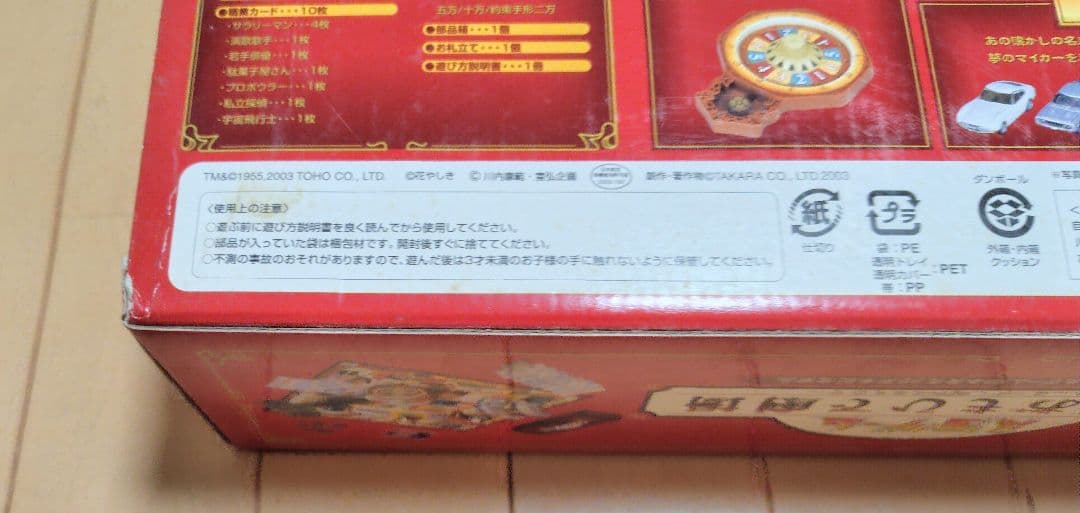 ●職業カード・・・10枚
・サラリーマン・・・4枚
・演歌歌手・・・1枚
・若手俳優・・・1枚
・駄菓子屋さん・・・1枚
・プロボウラー・・・1枚
・私立探偵・・・1枚
・宇宙飛行士・・・1枚
五万/十万/約束手形二方
●部品箱・・・1個
●お札立て・・・1個
●遊び方説明書・・・1冊
あの懐かしの名
夢のマイカーを
TM&©1955,2003 TOHO CO., LTD. ©花やしき ©川内康範・宣弘企画 製作・著作物©TAKARA CO., LTD.2003
〈使用上の注意〉
○遊ぶ前に遊び方説明書を良く読んでから使用してください。
○部品が入っていた袋は梱包材です。開封後すぐに捨ててください。
○不測の事故のおそれがありますので、遊んだ後は3才未満のお子様の手に触れないように保管してください。
紙
仕切り
プラ
袋:PE
透明トレイ
透明カバー:PET
帯:PP
ダンボール
外箱・内箱
クッション
※写真